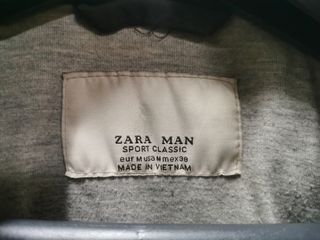 ZARA MAN
SPORT CLASSIC
eur M usa M mex 38
MADE IN VIETNAM